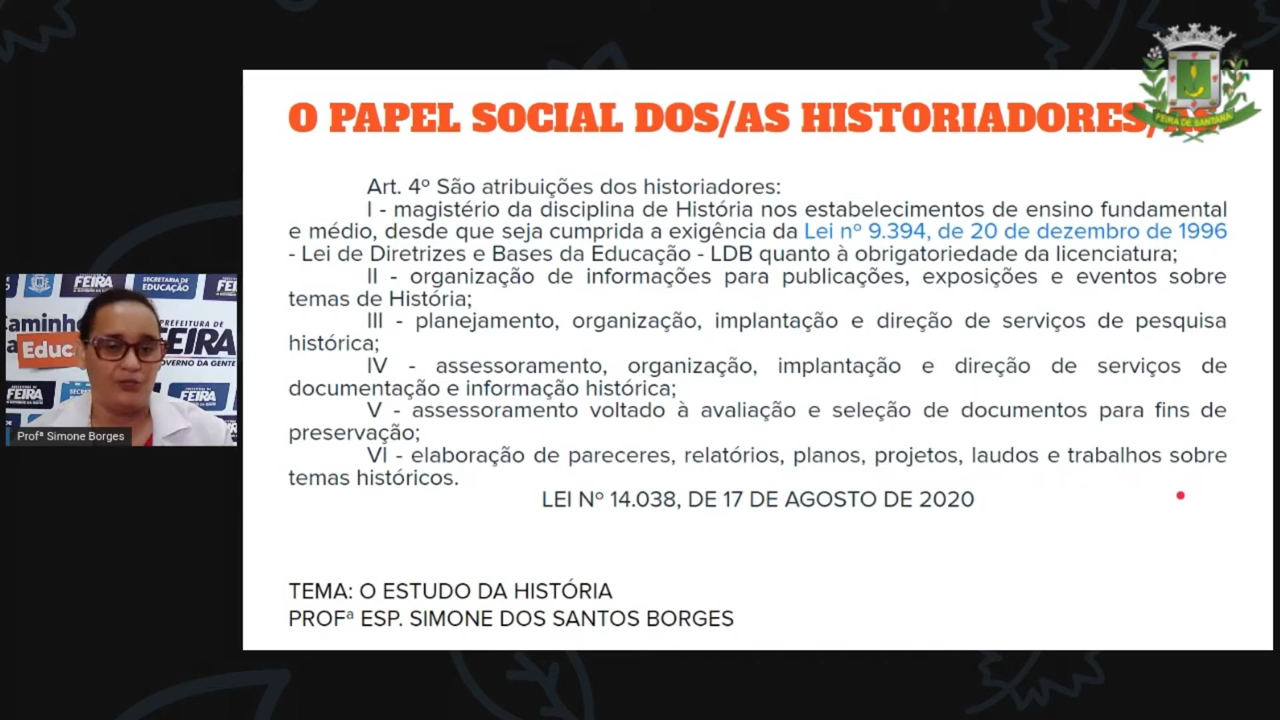 O PAPEL SOCIAL DOS/AS HISTORIADORES/
FEIRA DE SANTANA
Art. 4º São atribuições dos historiadores:
I - magistério da disciplina de História nos estabelecimentos de ensino fundamental
e médio, desde que seja cumprida a exigência da Lei nº 9.394, de 20 de dezembro de 1996
- Lei de Diretrizes e Bases da Educação - LDB quanto à obrigatoriedade da licenciatura;
II - organização de informações para publicações, exposições e eventos sobre
temas de História;
III - planejamento, organização, implantação e direção de serviços de pesquisa
histórica;
IV - assessoramento, organização, implantação e direção de serviços de
documentação e informação histórica;
V - assessoramento voltado à avaliação e seleção de documentos para fins de
preservação;
VI - elaboração de pareceres, relatórios, planos, projetos, laudos e trabalhos sobre
temas históricos.
LEI Nº 14.038, DE 17 DE AGOSTO DE 2020
TEMA: O ESTUDO DA HISTÓRIA
PROFª ESP. SIMONE DOS SANTOS BORGES
FEIRA
SECRETARIA DE
EDUCAÇÃO
FEI
aminh
PREFEITURA DE
a Educ
EIRA
OVERNO DA GENTE
FEIRA
FEIRA
Profª Simone Borges